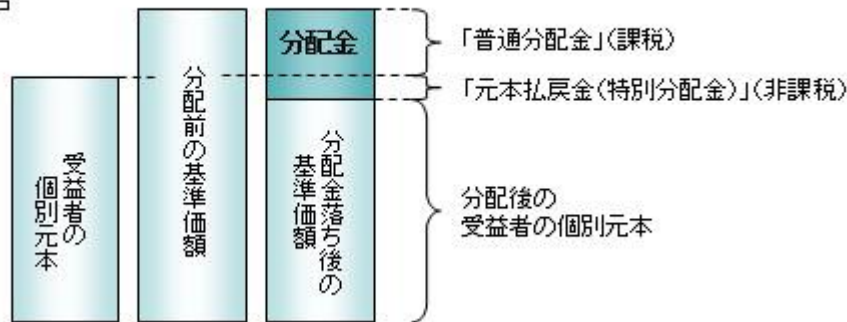 分配金
「普通分配金」(課税)
「元本払戻金(特別分配金)」(非課税)
受益者の
個別元本
分配前の基準価額
分配金落ち後の
基準価額
分配後の
受益者の個別元本